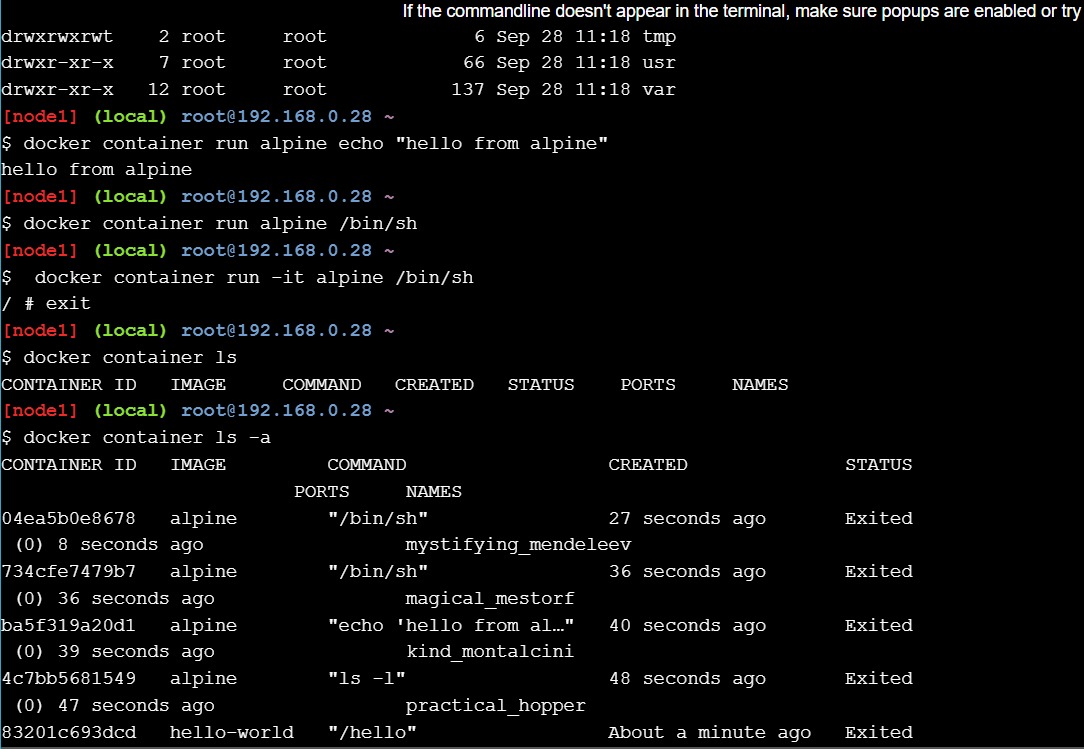 If the commandline doesn't appear in the terminal, make sure popups are enabled or try
drwxrwxrwt    2 root     root             6 Sep 28 11:18 tmp
drwxr-xr-x    7 root     root            66 Sep 28 11:18 usr
drwxr-xr-x   12 root     root           137 Sep 28 11:18 var
[node1] (local) root@192.168.0.28 ~
$ docker container run alpine echo "hello from alpine"
hello from alpine
[node1] (local) root@192.168.0.28 ~
$ docker container run alpine /bin/sh
[node1] (local) root@192.168.0.28 ~
$  docker container run -it alpine /bin/sh
/ # exit
[node1] (local) root@192.168.0.28 ~
$ docker container ls
CONTAINER ID   IMAGE     COMMAND   CREATED   STATUS    PORTS     NAMES
[node1] (local) root@192.168.0.28 ~
$ docker container ls -a
CONTAINER ID   IMAGE         COMMAND                  CREATED              STATUS
                          PORTS     NAMES
04ea5b0e8678   alpine        "/bin/sh"                27 seconds ago       Exited
 (0) 8 seconds ago                  mystifying_mendeleev
734cfe7479b7   alpine        "/bin/sh"                36 seconds ago       Exited
 (0) 36 seconds ago                 magical_mestorf
ba5f319a20d1   alpine        "echo 'hello from al…"   40 seconds ago       Exited
 (0) 39 seconds ago                 kind_montalcini
4c7bb5681549   alpine        "ls -l"                  48 seconds ago       Exited
 (0) 47 seconds ago                 practical_hopper
83201c693dcd   hello-world   "/hello"                 About a minute ago   Exited